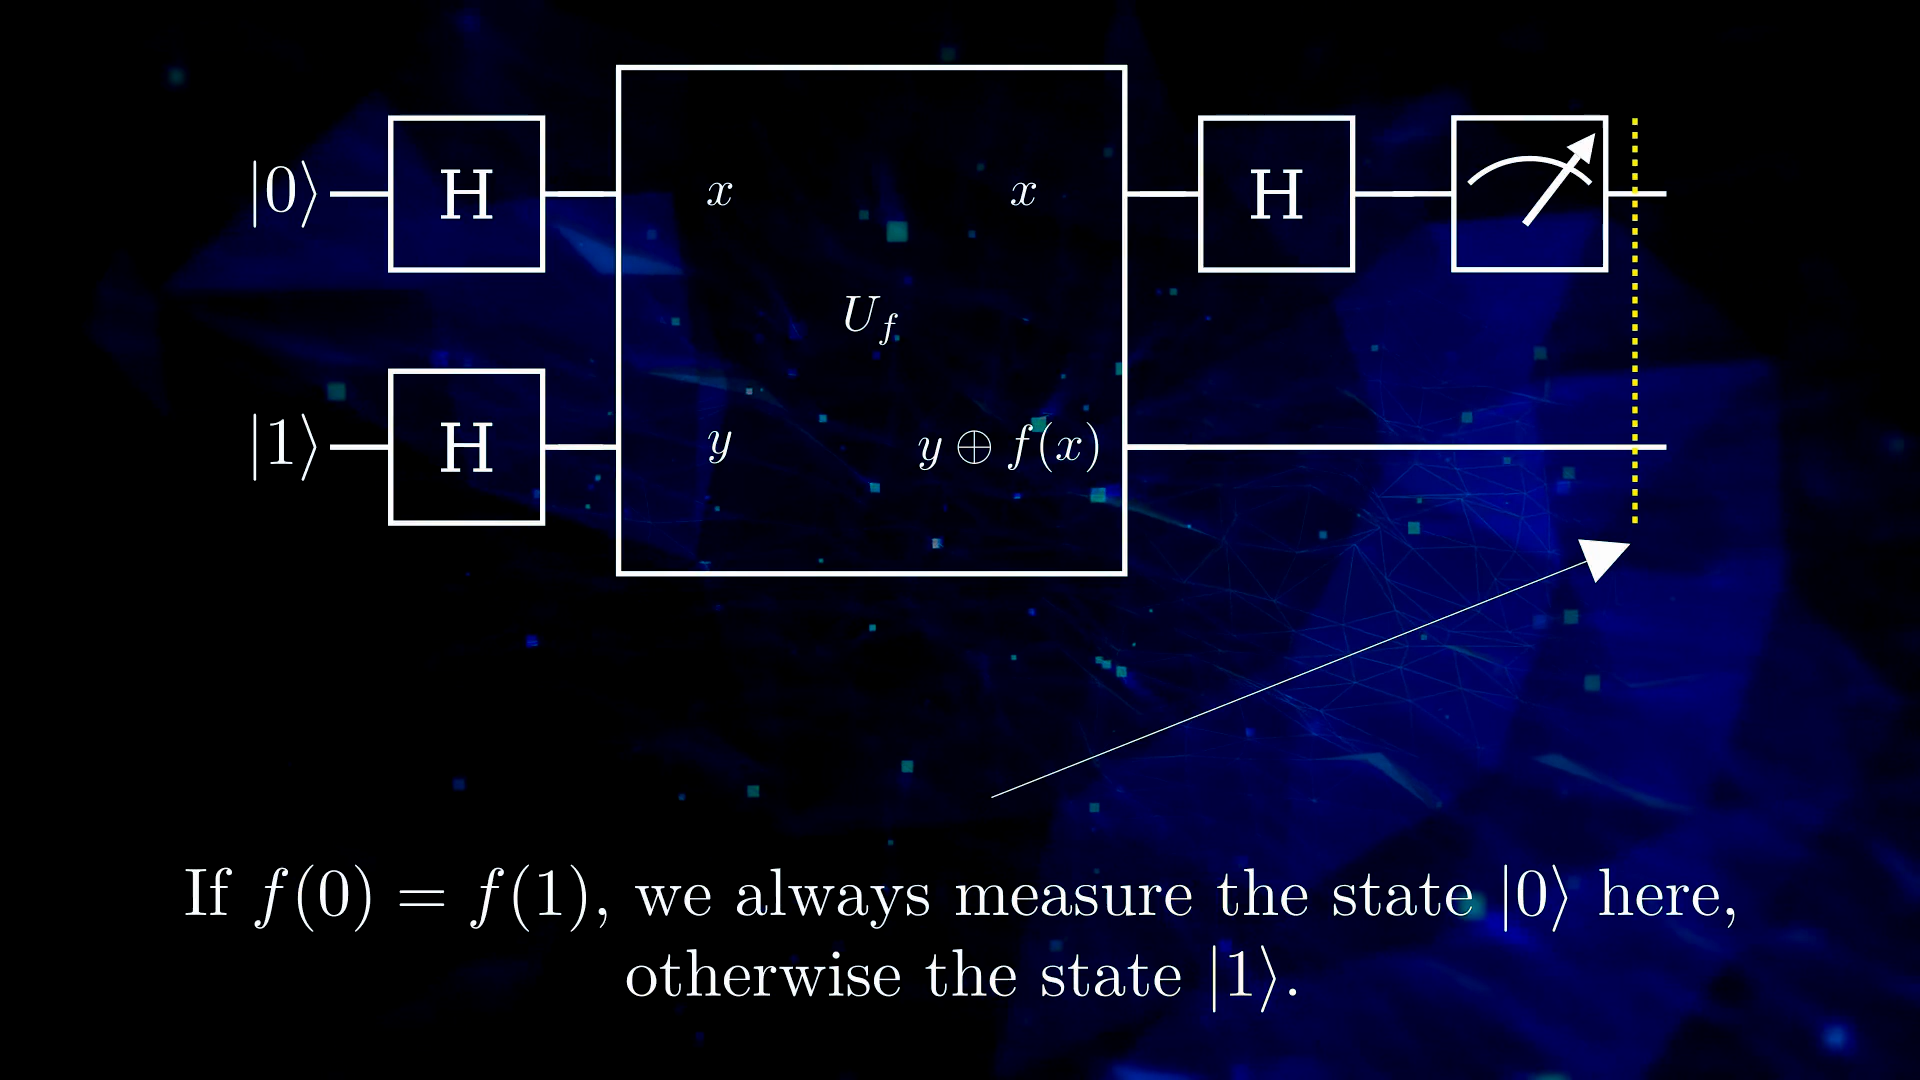 |0⟩ H x x H
U_f
|1⟩ H y y ⊕ f(x)
If f(0) = f(1), we always measure the state |0⟩ here,
otherwise the state |1⟩.